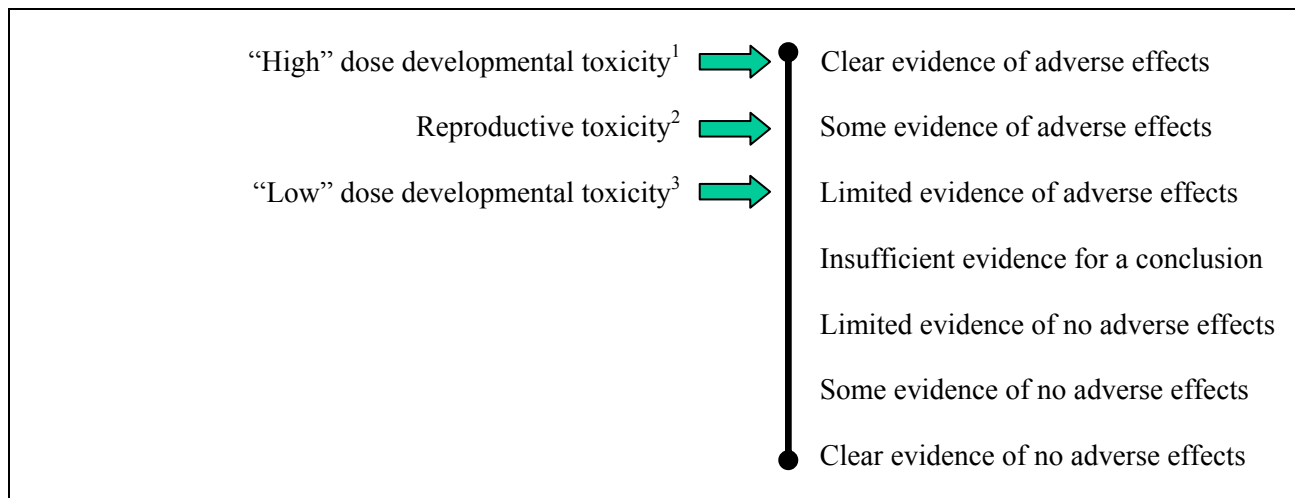 “High” dose developmental toxicity¹ Clear evidence of adverse effects
Reproductive toxicity² Some evidence of adverse effects
“Low” dose developmental toxicity³ Limited evidence of adverse effects
Insufficient evidence for a conclusion
Limited evidence of no adverse effects
Some evidence of no adverse effects
Clear evidence of no adverse effects